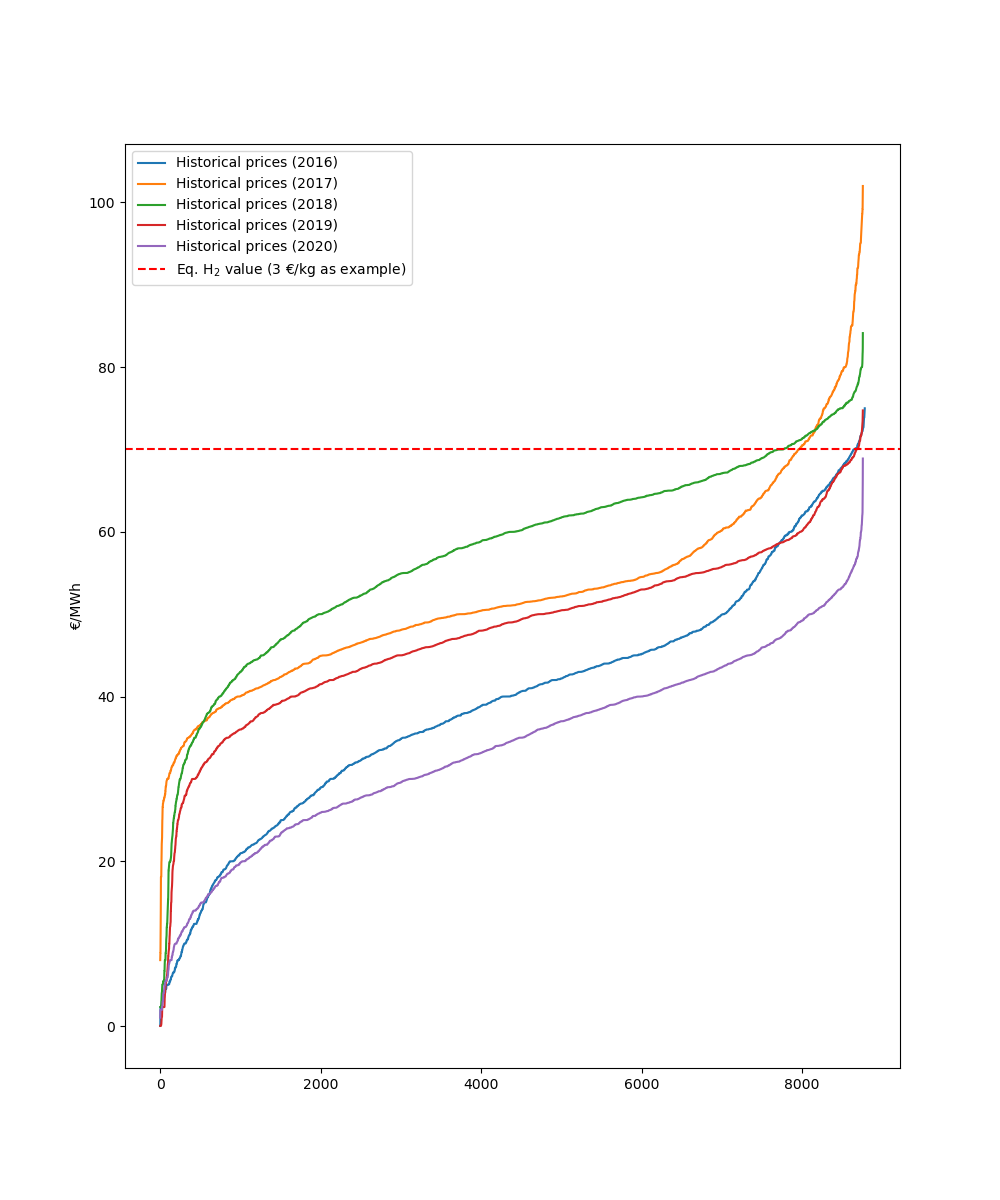 Historical prices (2016)
Historical prices (2017)
Historical prices (2018)
Historical prices (2019)
Historical prices (2020)
Eq. H₂ value (3 €/kg as example)
100
80
60
40
20
0
€/MWh
0 2000 4000 6000 8000